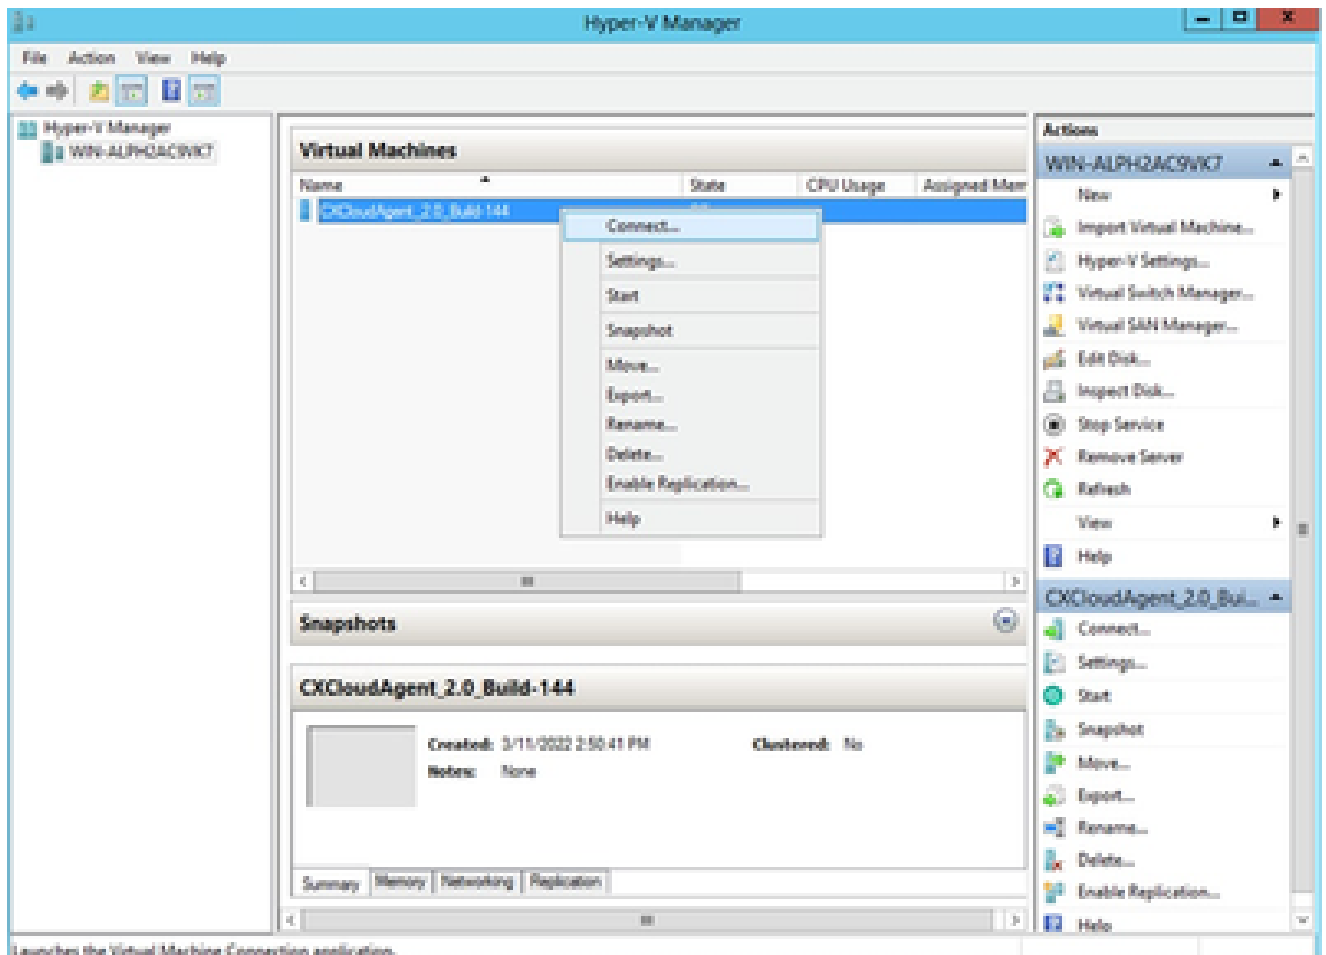 Hyper-V Manager
File Action View Help
Hyper-V Manager
WIN-ALPH2AC9VK7
Virtual Machines
Name State CPU Usage Assigned Mem
CXCloudAgent_2.0_Build-144 Off
Connect...
Settings...
Start
Snapshot
Move...
Export...
Rename...
Delete...
Enable Replication...
Help
Snapshots
CXCloudAgent_2.0_Build-144
Created: 3/11/2022 2:50:41 PM Clustered: No
Notes: None
Summary Memory Networking Replication
Actions
WIN-ALPH2AC9VK7
New
Import Virtual Machine...
Hyper-V Settings...
Virtual Switch Manager...
Virtual SAN Manager...
Edit Disk...
Inspect Disk...
Stop Service
Remove Server
Refresh
View
Help
CXCloudAgent_2.0_Bui...
Connect...
Settings...
Start
Snapshot
Move...
Export...
Rename...
Delete...
Enable Replication...
Help
Launches the Virtual Machine Connection application.